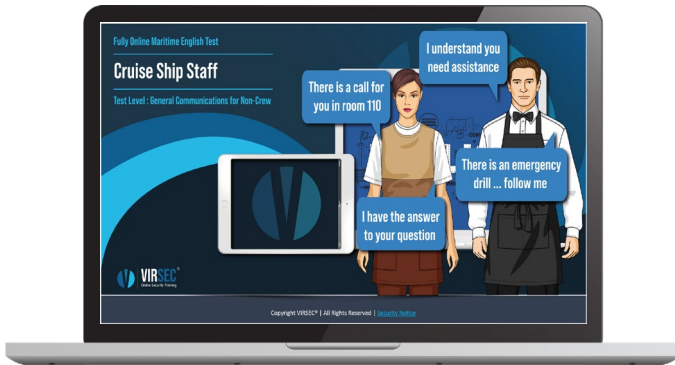 Fully Online Maritime English Test
Cruise Ship Staff
Test Level : General Communications for Non-Crew
I understand you
need assistance
There is a call for
you in room 110
There is an emergency
drill ... follow me
I have the answer
to your question
VIRSEC®
Online Security Training
Copyright VIRSEC® | All Rights Reserved | Security Notice